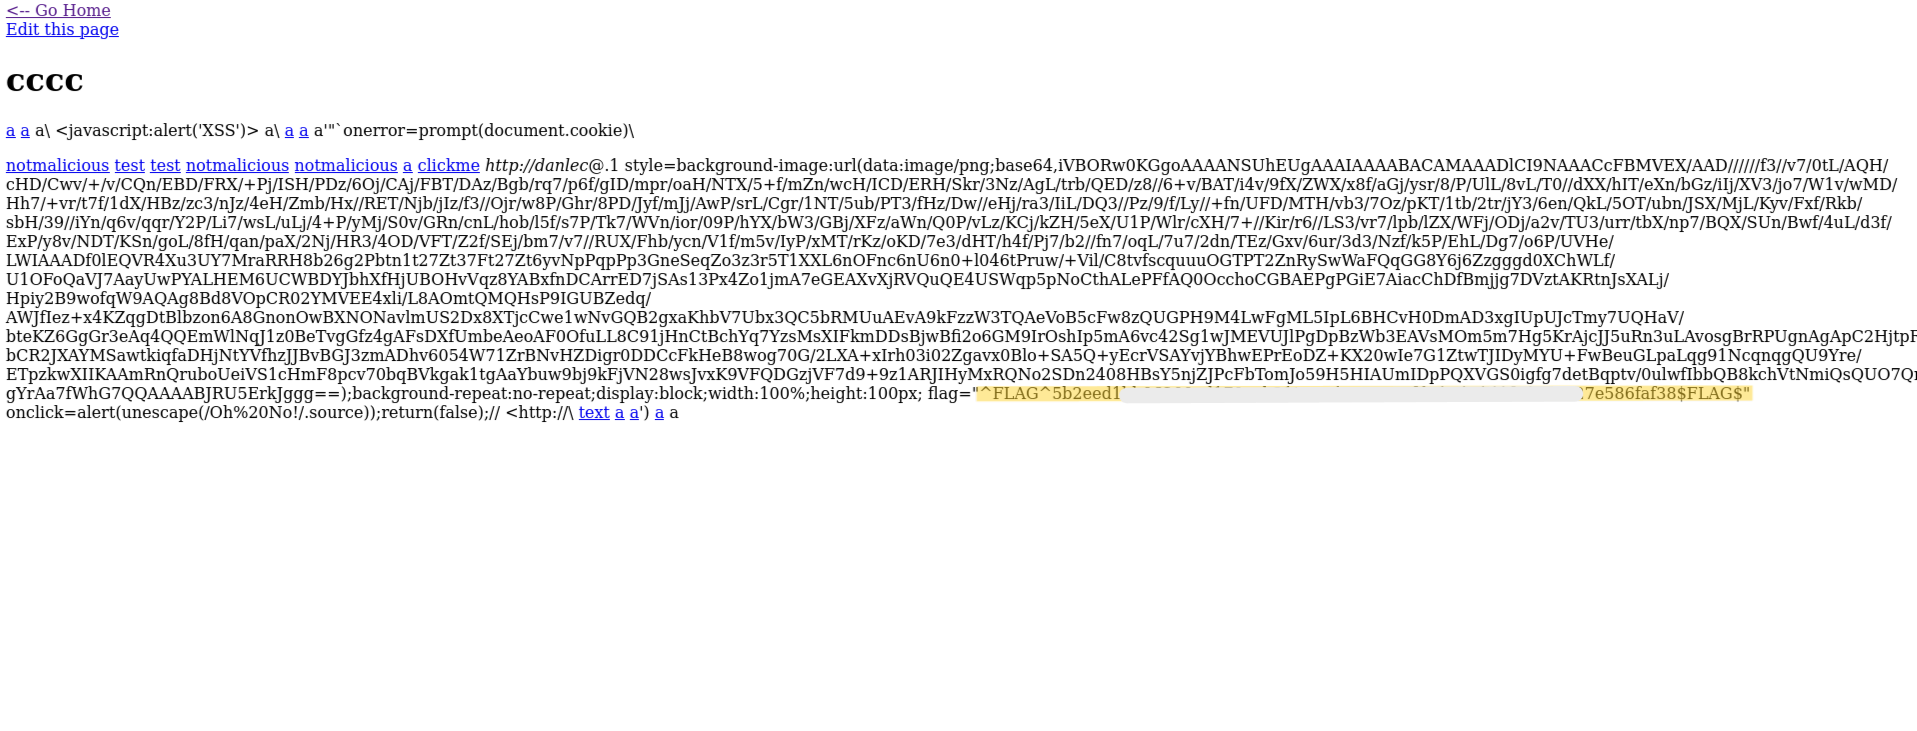 <-- Go Home
Edit this page
cccc
a a a\ <javascript:alert('XSS')> a\ a a a'"`onerror=prompt(document.cookie)\
notmalicious test test notmalicious notmalicious a clickme http://danlec@.1 style=background-image:url(data:image/png;base64,iVBORw0KGgoAAAANSUhEUgAAAIAAAABACAMAAADlCI9NAAACcFBMVEX/AAD//////f3//v7/0tL/AQH/
cHD/Cwv/+/v/CQn/EBD/FRX/+Pj/ISH/PDz/6Oj/CAj/FBT/DAz/Bgb/rq7/p6f/gID/mpr/oaH/NTX/5+f/mZn/wcH/ICD/ERH/Skr/3Nz/AgL/trb/QED/z8//6+v/BAT/i4v/9fX/ZWX/x8f/aGj/ysr/8/P/UlL/8vL/T0//dXX/hIT/eXn/bGz/iIj/XV3/jo7/W1v/wMD/
Hh7/+vr/t7f/1dX/HBz/zc3/nJz/4eH/Zmb/Hx//RET/Njb/jIz/f3//Ojr/w8P/Ghr/8PD/Jyf/mJj/AwP/srL/Cgr/1NT/5ub/PT3/fHz/Dw//eHj/ra3/IiL/DQ3//Pz/9/f/Ly//+fn/UFD/MTH/vb3/7Oz/pKT/1tb/2tr/jY3/6en/QkL/5OT/ubn/JSX/MjL/Kyv/Fxf/Rkb/
sbH/39//iYn/q6v/qqr/Y2P/Li7/wsL/uLj/4+P/yMj/S0v/GRn/cnL/hob/l5f/s7P/Tk7/WVn/ior/09P/hYX/bW3/GBj/XFz/aWn/Q0P/vLz/KCj/kZH/5eX/U1P/Wlr/cXH/7+//Kir/r6//LS3/vr7/lpb/lZX/WFj/ODj/a2v/TU3/urr/tbX/np7/BQX/SUn/Bwf/4uL/d3f/
ExP/y8v/NDT/KSn/goL/8fH/qan/paX/2Nj/HR3/4OD/VFT/Z2f/SEj/bm7/v7//RUX/Fhb/ycn/V1f/m5v/IyP/xMT/rKz/oKD/7e3/dHT/h4f/Pj7/b2//fn7/oqL/7u7/2dn/TEz/Gxv/6ur/3d3/Nzf/k5P/EhL/Dg7/o6P/UVHe/
LWIAAADf0lEQVR4Xu3UY7MraRRH8b26g2Pbtn1t27Zt37Ft27Zt6yvNpPqpPp3GneSeqZo3z3r5T1XXL6nOFnc6nU6n0+l046tPruw/+Vil/C8tvfscquuuOGTPT2ZnRySwWaFQqGG8Y6j6Zzgggd0XChWLf/
U1OFoQaVJ7AayUwPYALHEM6UCWBDYJbhXfHjUBOHvVqz8YABxfnDCArrED7jSAs13Px4Zo1jmA7eGEAXvXjRVQuQE4USWqp5pNoCthALePFfAQ0OcchoCGBAEPgPGiE7AiacChDfBmjjg7DVztAKRtnJsXALj/
Hpiy2B9wofqW9AQAg8Bd8VOpCR02YMVEE4xli/L8AOmtQMQHsP9IGUBZedq/
AWJfIez+x4KZqgDtBlbzon6A8GnonOwBXNONavlmUS2Dx8XTjcCwe1wNvGQB2gxaKhbV7Ubx3QC5bRMUuAEvA9kFzzW3TQAeVoB5cFw8zQUGPH9M4LwFgML5IpL6BHCvH0DmAD3xgIUpUJcTmy7UQHaV/
bteKZ6GgGr3eAq4QQEmWlNqJ1z0BeTvgGfz4gAFsDXfUmbeAeoAF0OfuLL8C91jHnCtBchYq7YzsMsXIFkmDDsBjwBfi2o6GM9IrOshIp5mA6vc42Sg1wJMEVUJlPgDpBzWb3EAVsMOm5m7Hg5KrAjcJJ5uRn3uLAvosgBrRPUgnAgApC2HjtpF
bCR2JXAYMSawtkiqfaDHjNtYVfhzJJBvBGJ3zmADhv6054W71ZrBNvHZDigr0DDCcFkHeB8wog70G/2LXA+xIrh03i02Zgavx0Blo+SA5Q+yEcrVSAYvjYBhwEPrEoDZ+KX20wIe7G1ZtwTJIDyMYU+FwBeuGLpaLqg91NcqnqgQU9Yre/
ETpzkwXIIKAAmRnQruboUeiVS1cHmF8pcv70bqBVkgak1tgAaYbuw9bj9kFjVN28wsJvxK9VFQDGzjVF7d9+9z1ARJIHyMxRQNo2SDn2408HBsY5njZJPcFbTomJo59H5HIAUmIDpPQXVGS0igfg7detBqptv/0ulwfIbbQB8kchVtNmiQsQUO7Q
gYrAa7fWhG7QQAAAABJRU5ErkJggg==);background-repeat:no-repeat;display:block;width:100%;height:100px; flag="^FLAG^5b2eed1 7e586faf38$FLAG$"
onclick=alert(unescape(/Oh%20No!/.source));return(false);// <http://\ text a a') a a